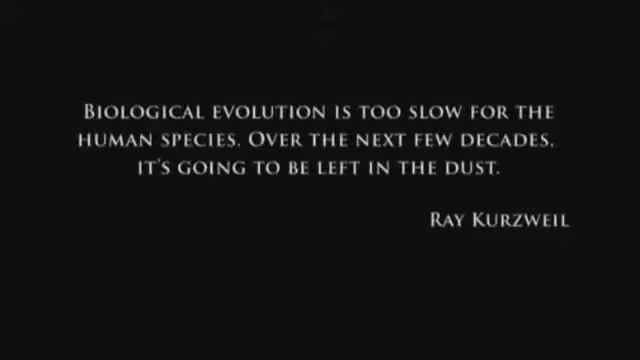 Biological evolution is too slow for the
human species. Over the next few decades,
it's going to be left in the dust.
Ray Kurzweil